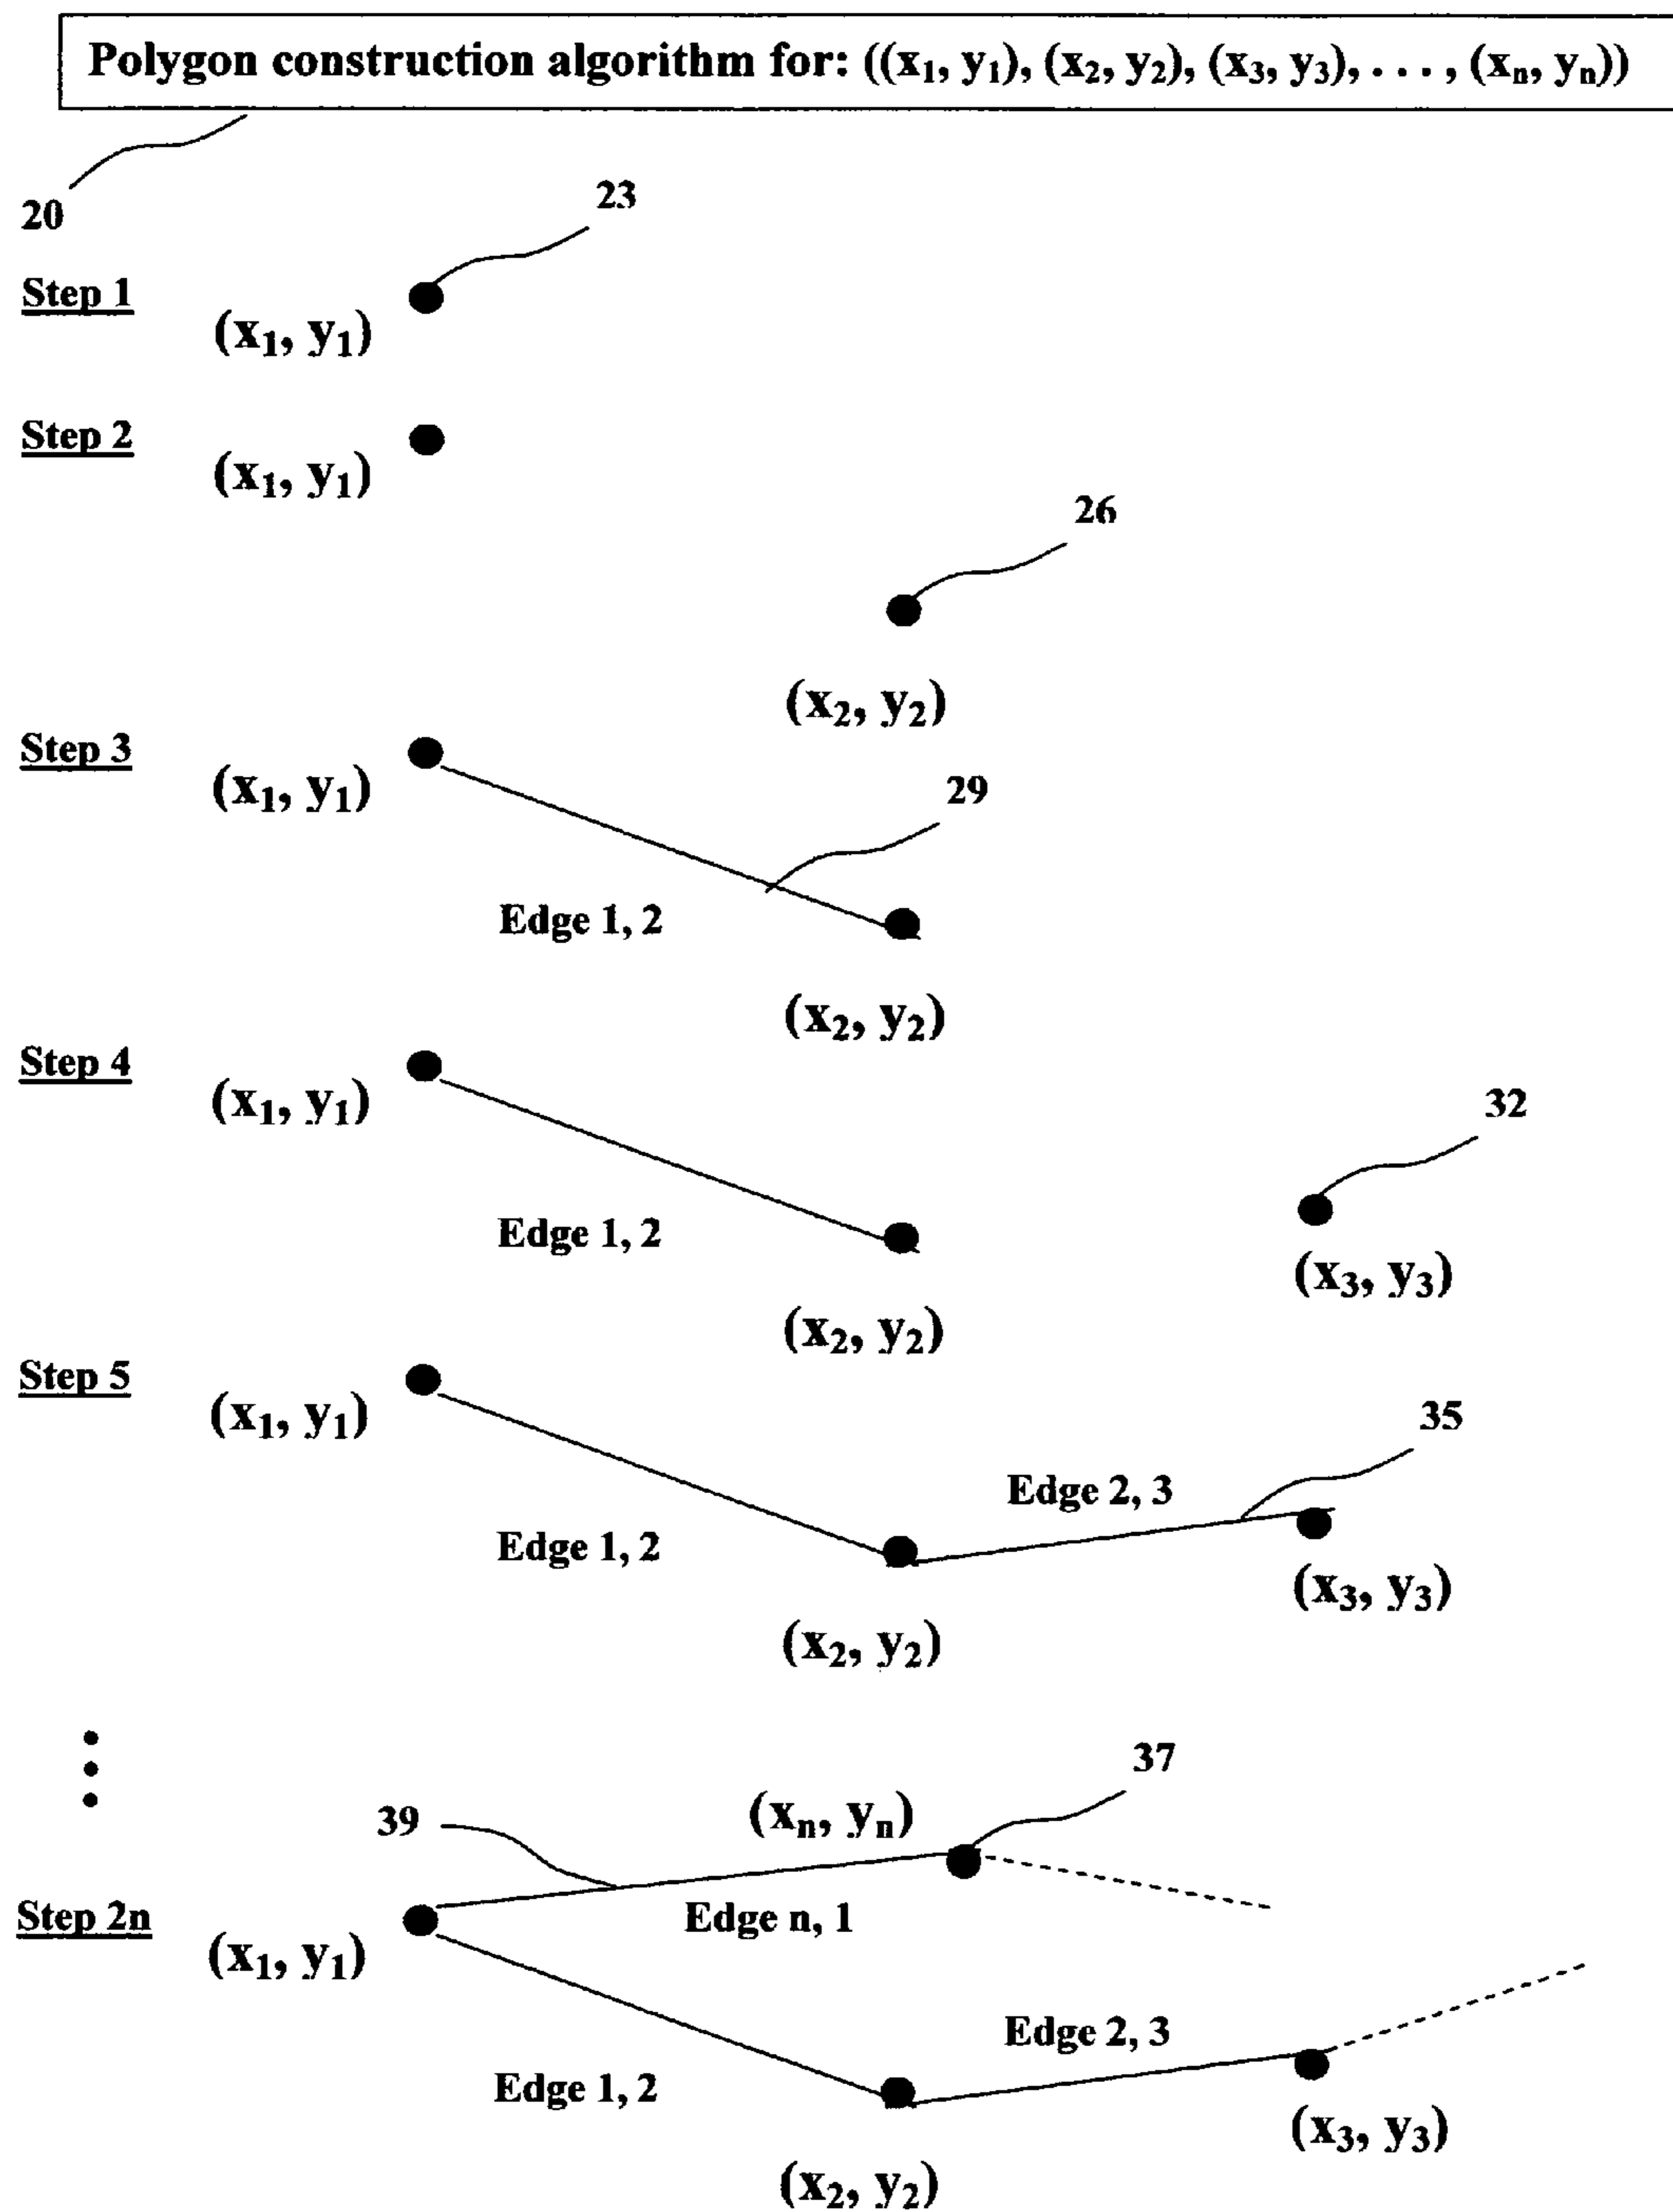 Polygon construction algorithm for: ((x₁, y₁), (x₂, y₂), (x₃, y₃), . . . , (xₙ, yₙ))
20
23
Step 1
(x₁, y₁)
Step 2
(x₁, y₁)
26
(x₂, y₂)
Step 3
(x₁, y₁)
29
Edge 1, 2
(x₂, y₂)
Step 4
(x₁, y₁)
32
Edge 1, 2
(x₃, y₃)
(x₂, y₂)
Step 5
(x₁, y₁)
35
Edge 2, 3
Edge 1, 2
(x₃, y₃)
(x₂, y₂)
37
39
(xₙ, yₙ)
Step 2n
Edge n, 1
(x₁, y₁)
Edge 2, 3
Edge 1, 2
(x₃, y₃)
(x₂, y₂)